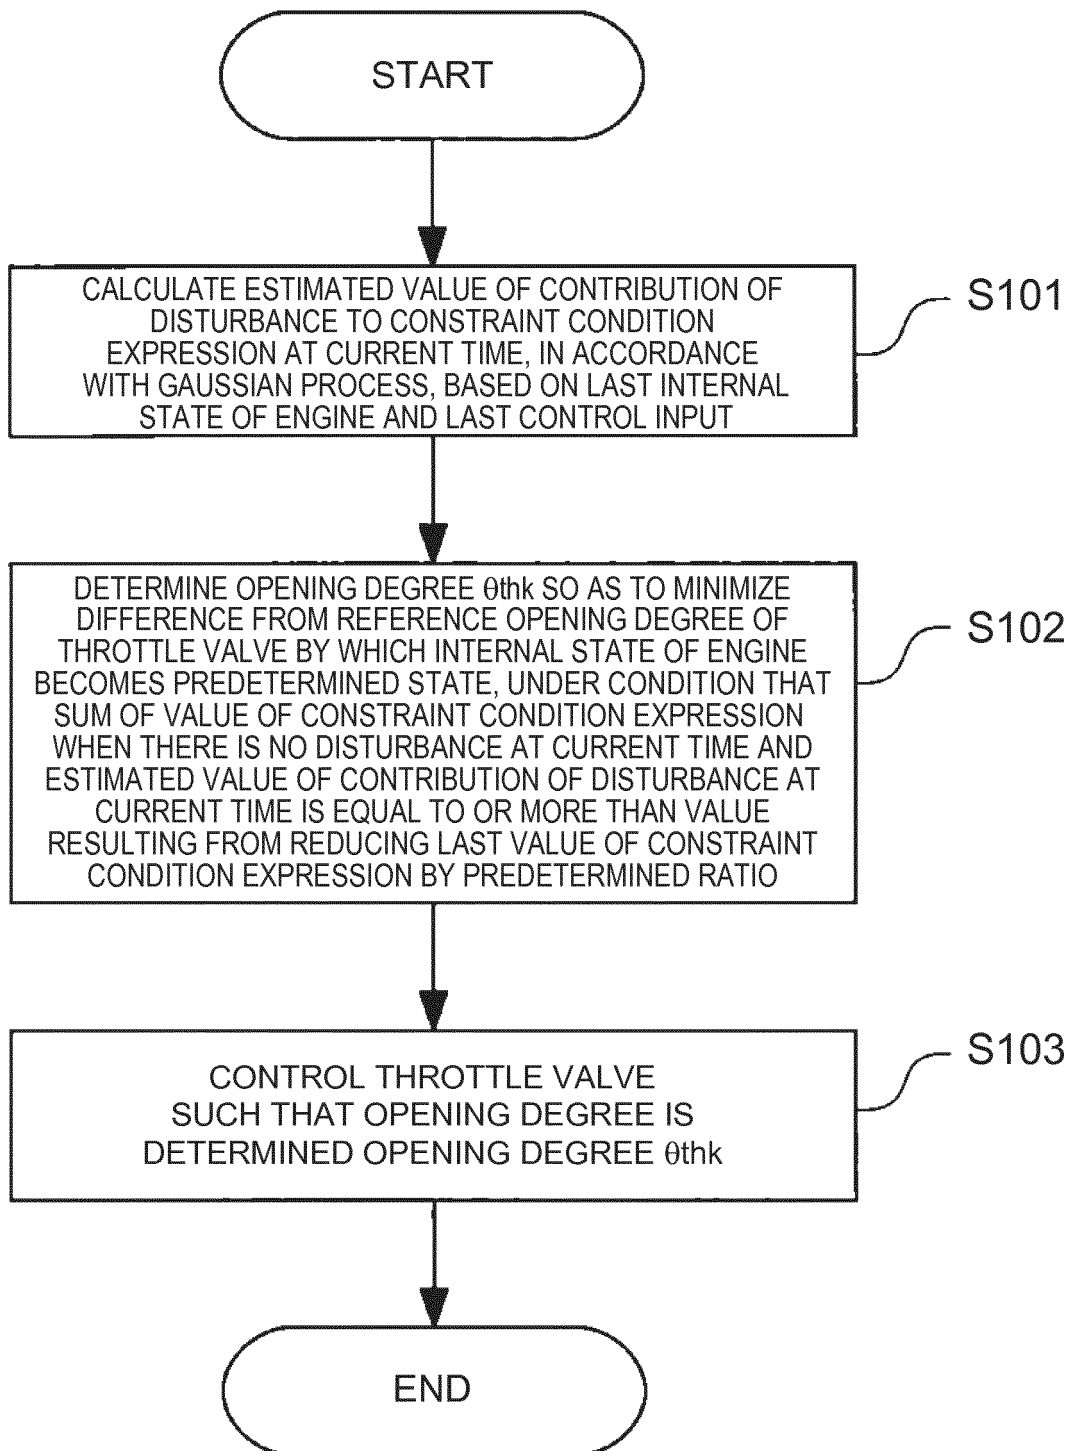 START
CALCULATE ESTIMATED VALUE OF CONTRIBUTION OF
DISTURBANCE TO CONSTRAINT CONDITION
EXPRESSION AT CURRENT TIME, IN ACCORDANCE
WITH GAUSSIAN PROCESS, BASED ON LAST INTERNAL
STATE OF ENGINE AND LAST CONTROL INPUT
S101
DETERMINE OPENING DEGREE θthk SO AS TO MINIMIZE
DIFFERENCE FROM REFERENCE OPENING DEGREE OF
THROTTLE VALVE BY WHICH INTERNAL STATE OF ENGINE
BECOMES PREDETERMINED STATE, UNDER CONDITION THAT
SUM OF VALUE OF CONSTRAINT CONDITION EXPRESSION
WHEN THERE IS NO DISTURBANCE AT CURRENT TIME AND
ESTIMATED VALUE OF CONTRIBUTION OF DISTURBANCE AT
CURRENT TIME IS EQUAL TO OR MORE THAN VALUE
RESULTING FROM REDUCING LAST VALUE OF CONSTRAINT
CONDITION EXPRESSION BY PREDETERMINED RATIO
S102
CONTROL THROTTLE VALVE
SUCH THAT OPENING DEGREE IS
DETERMINED OPENING DEGREE θthk
S103
END